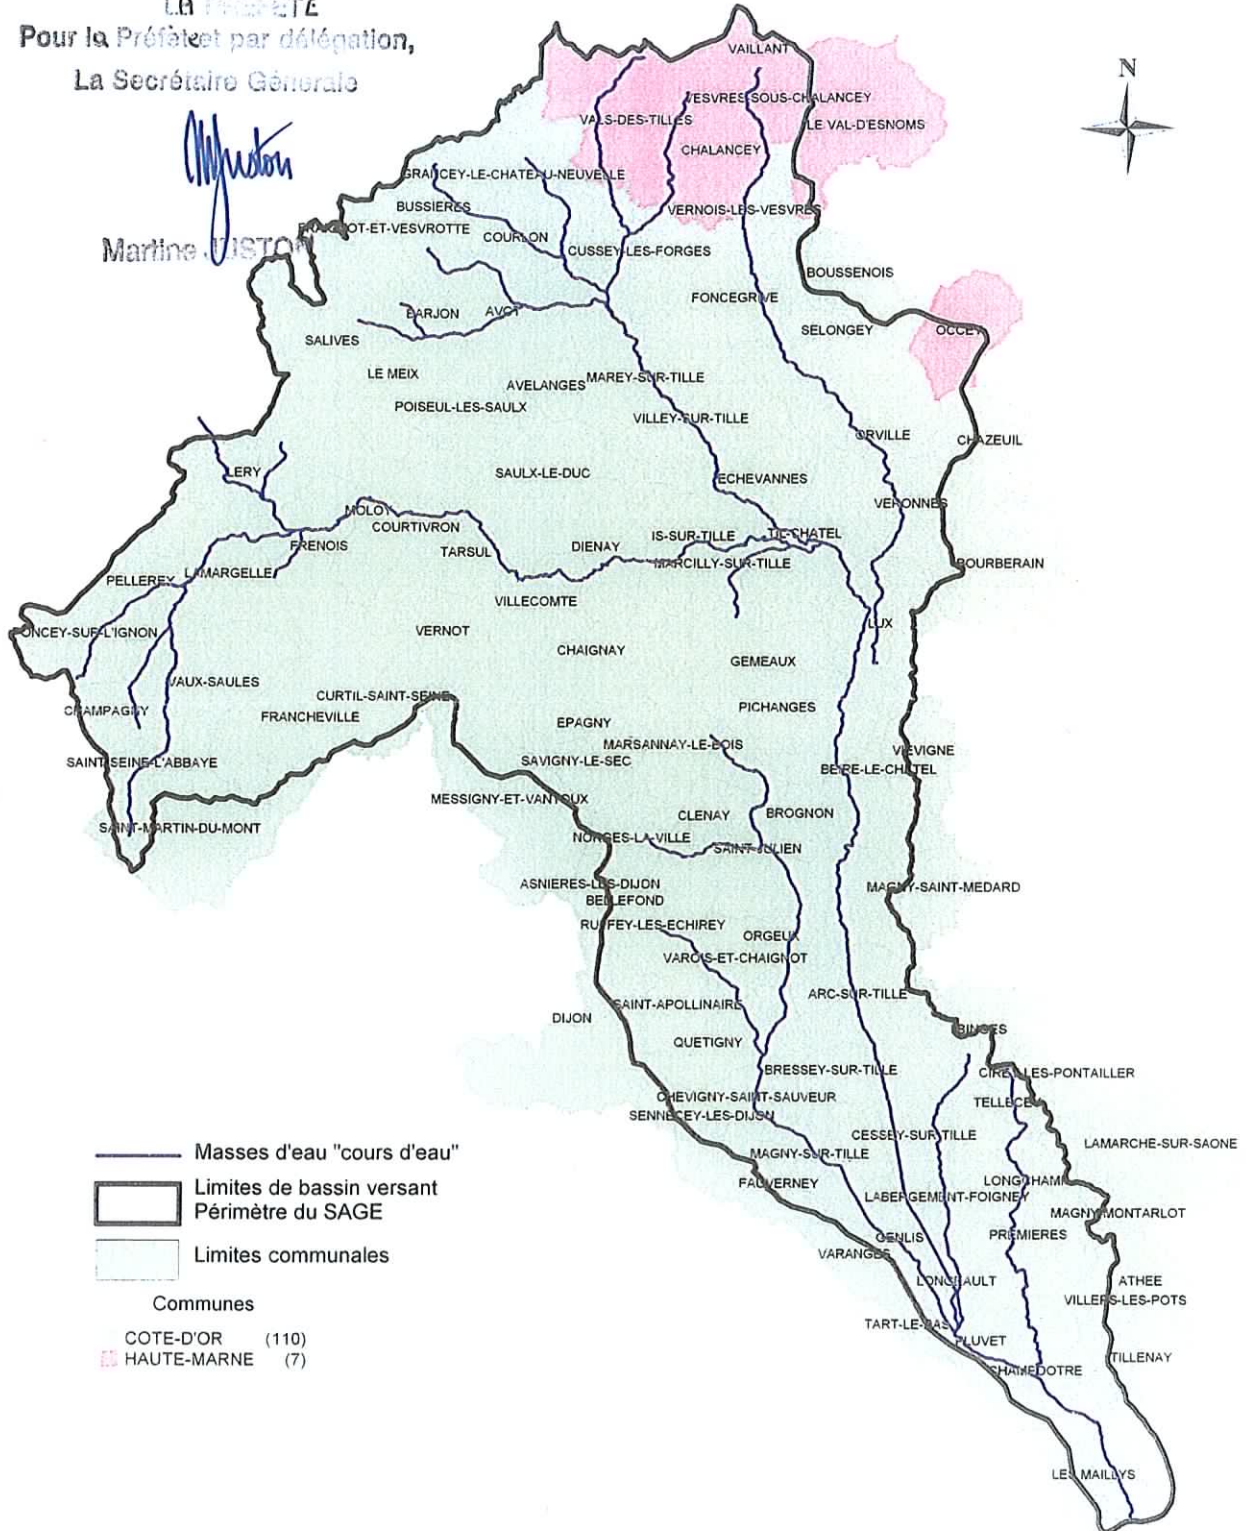 LA PREFETE
Pour la Préfète et par délégation,
La Secrétaire Générale
Martine JUSTON
N
VAILLANT
VESVRES-SOUS-CHALANCEY
VALS-DES-TILLES
LE VAL-D'ESNOMS
CHALANCEY
GRANCEY-LE-CHATEAU-NEUVELLE
BUSSIERES
VERNOIS-LES-VESVRES
COURLON
CUSSEY-LES-FORGES
BOUSSENOIS
FONCEGRIVE
BARJON
AVOT
SELONGEY
OCCEY
SALIVES
LE MEIX
AVELANGES
MAREY-SUR-TILLE
POISEUL-LES-SAULX
VILLEY-SUR-TILLE
ORVILLE
CHAZEUIL
LERY
SAULX-LE-DUC
ECHEVANNES
VERONNES
MOLOY
COURTIVRON
IS-SUR-TILLE
TIL-CHATEL
FRENOIS
TARSUL
DIENAY
MARCILLY-SUR-TILLE
BOURBERAIN
PELLEREY
LAMARGELLE
VILLECOMTE
LUX
PONCEY-SUR-L'IGNON
VERNOT
CHAIGNAY
GEMEAUX
VAUX-SAULES
CURTIL-SAINT-SEINE
CHAMPAGNY
FRANCHEVILLE
PICHANGES
EPAGNY
MARSANNAY-LE-BOIS
VIEVIGNE
SAINT-SEINE-L'ABBAYE
SAVIGNY-LE-SEC
BEIRE-LE-CHATEL
MESSIGNY-ET-VANTOUX
CLENAY
BROGNON
SAINT-MARTIN-DU-MONT
NORGES-LA-VILLE
SAINT-JULIEN
ASNIERES-LES-DIJON
MAGNY-SAINT-MEDARD
BELLEFOND
RUFFEY-LES-ECHIREY
ORGEUX
VAROIS-ET-CHAIGNOT
ARC-SUR-TILLE
SAINT-APOLLINAIRE
DIJON
BINGES
QUETIGNY
BRESSEY-SUR-TILLE
CIREY-LES-PONTAILLER
CHEVIGNY-SAINT-SAUVEUR
TELLECEY
SENNECEY-LES-DIJON
CESSEY-SUR-TILLE
LAMARCHE-SUR-SAONE
MAGNY-SUR-TILLE
FAUVERNEY
LONGCHAMP
LABERGEMENT-FOIGNEY
MAGNY-MONTARLOT
GENLIS
PREMIERES
VARANGES
LONGEAULT
ATHEE
VILLERS-LES-POTS
TART-LE-BAS
PLUVET
CHAMPDOTRE
TILLENAY
LES MAILLYS
Masses d'eau "cours d'eau"
Limites de bassin versant
Périmètre du SAGE
Limites communales
Communes
COTE-D'OR (110)
HAUTE-MARNE (7)